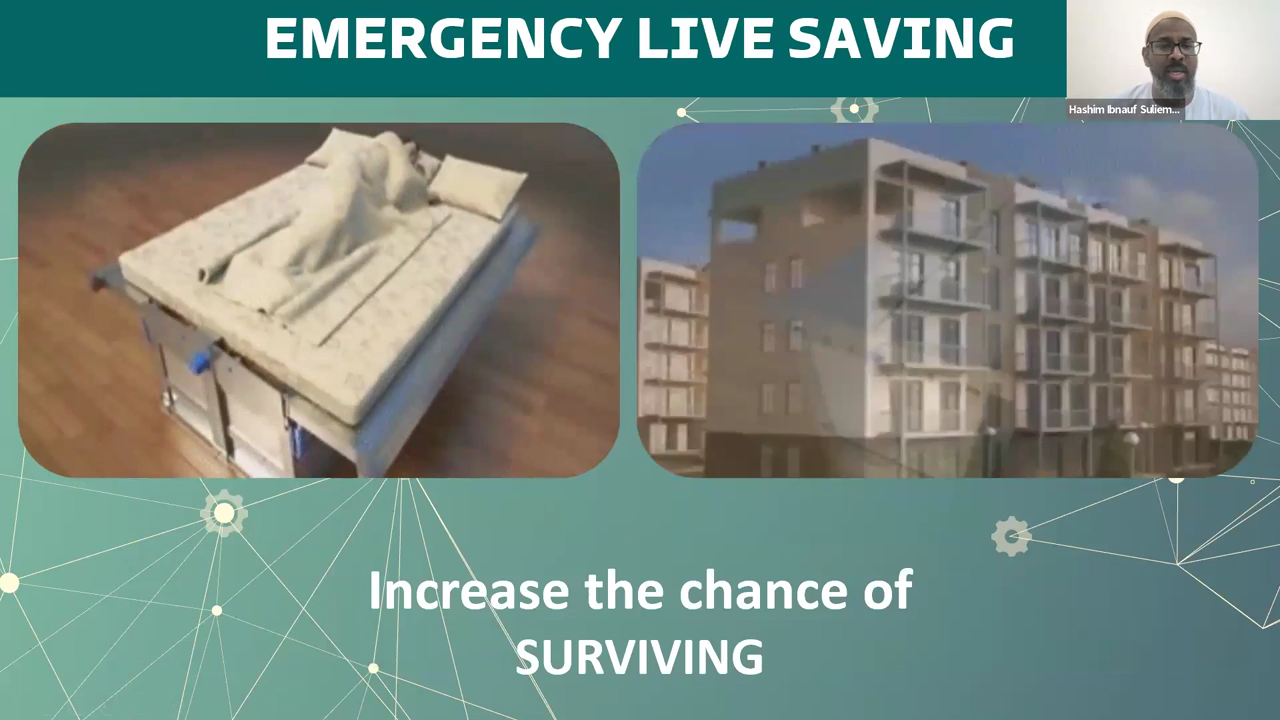 EMERGENCY LIVE SAVING
Hashim Ibnauf Suliem...
Increase the chance of
SURVIVING